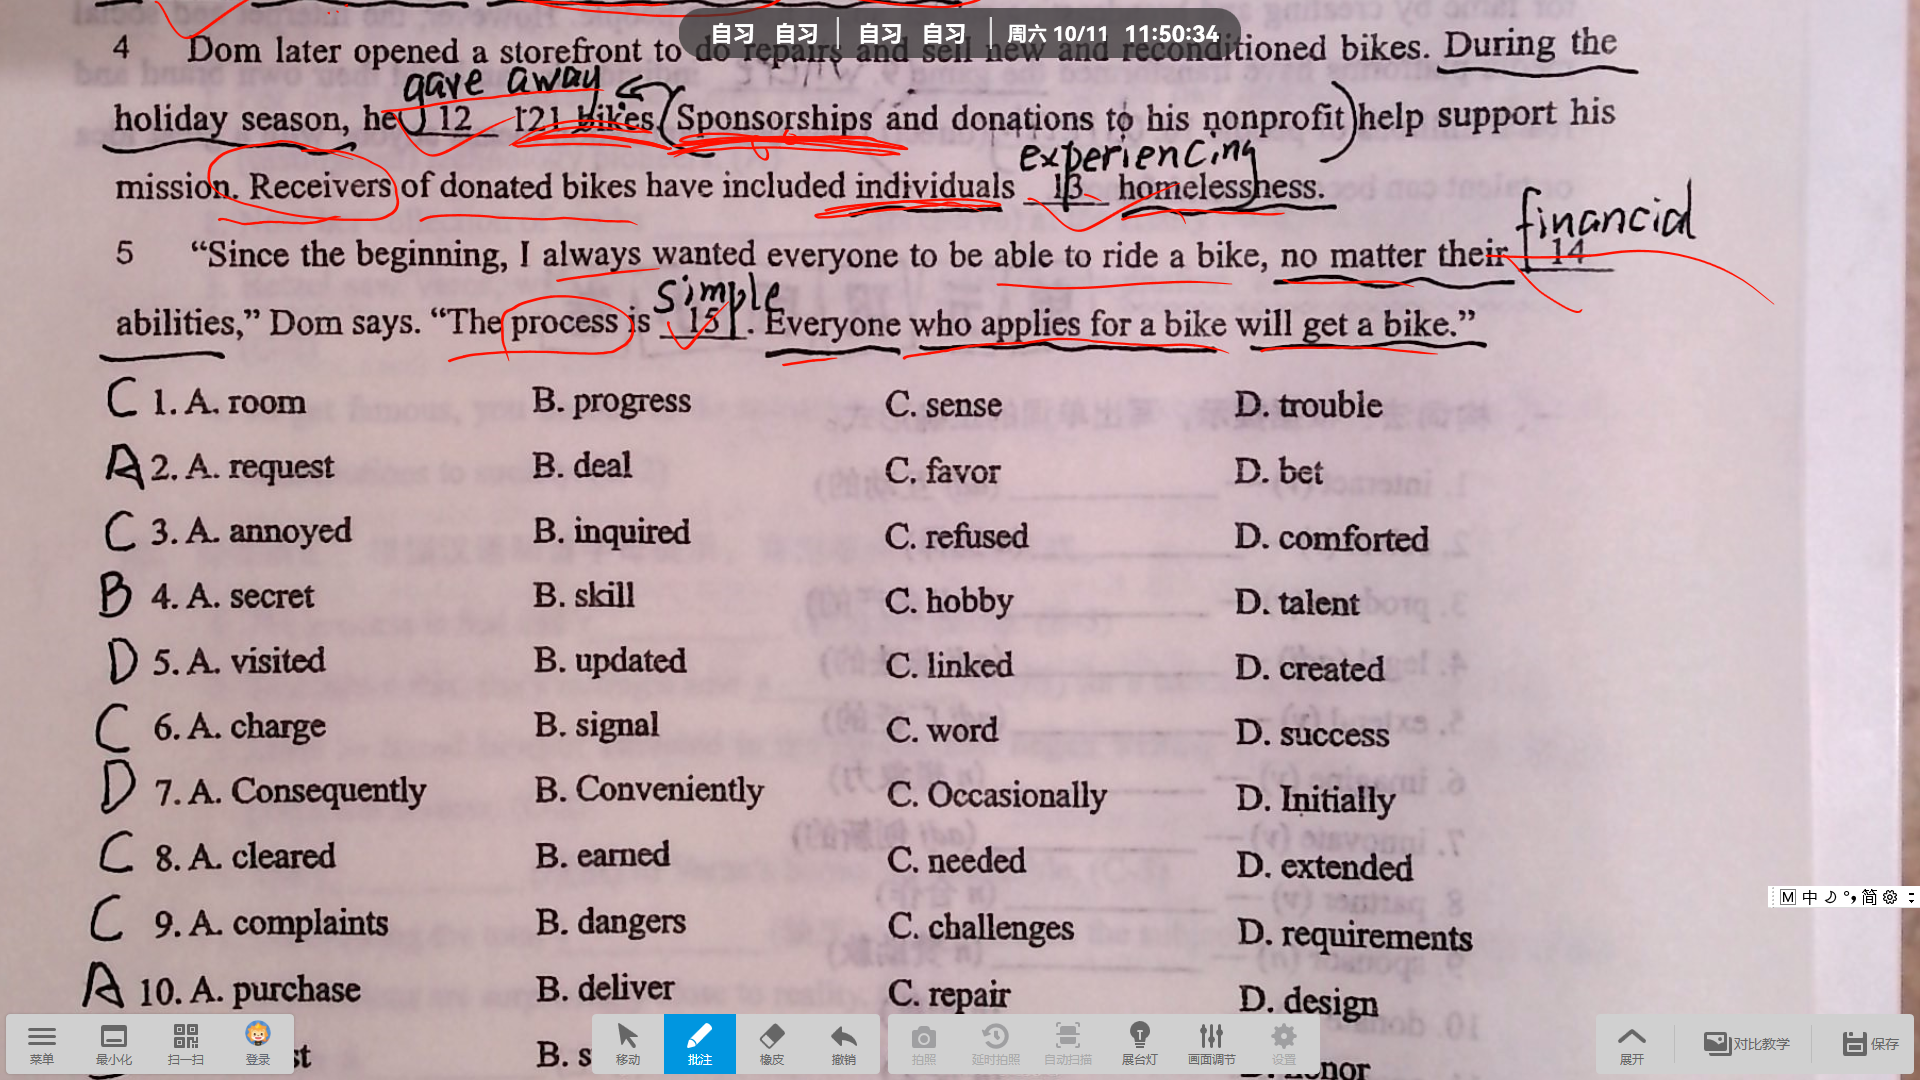 自习 自习 自习 自习 周六 10/11 11:50:34
4 Dom later opened a storefront to do repairs and sell new and reconditioned bikes. During the
gave away
holiday season, he 12 121 bikes. Sponsorships and donations to his nonprofit help support his
experiencing
mission. Receivers of donated bikes have included individuals 13 homelessness.
financial
5 “Since the beginning, I always wanted everyone to be able to ride a bike, no matter their 14
simple
abilities,” Dom says. “The process is 15. Everyone who applies for a bike will get a bike.”
C 1. A. room B. progress C. sense D. trouble
A 2. A. request B. deal C. favor D. bet
C 3. A. annoyed B. inquired C. refused D. comforted
B 4. A. secret B. skill C. hobby D. talent
D 5. A. visited B. updated C. linked D. created
C 6. A. charge B. signal C. word D. success
D 7. A. Consequently B. Conveniently C. Occasionally D. Initially
C 8. A. cleared B. earned C. needed D. extended
C 9. A. complaints B. dangers C. challenges D. requirements
A 10. A. purchase B. deliver C. repair D. design
M 中 简
菜单 最小化 扫一扫 登录 移动 批注 橡皮 撤销 拍照 延时拍照 自动扫描 展台灯 画面调节 设置 展开 对比教学 保存